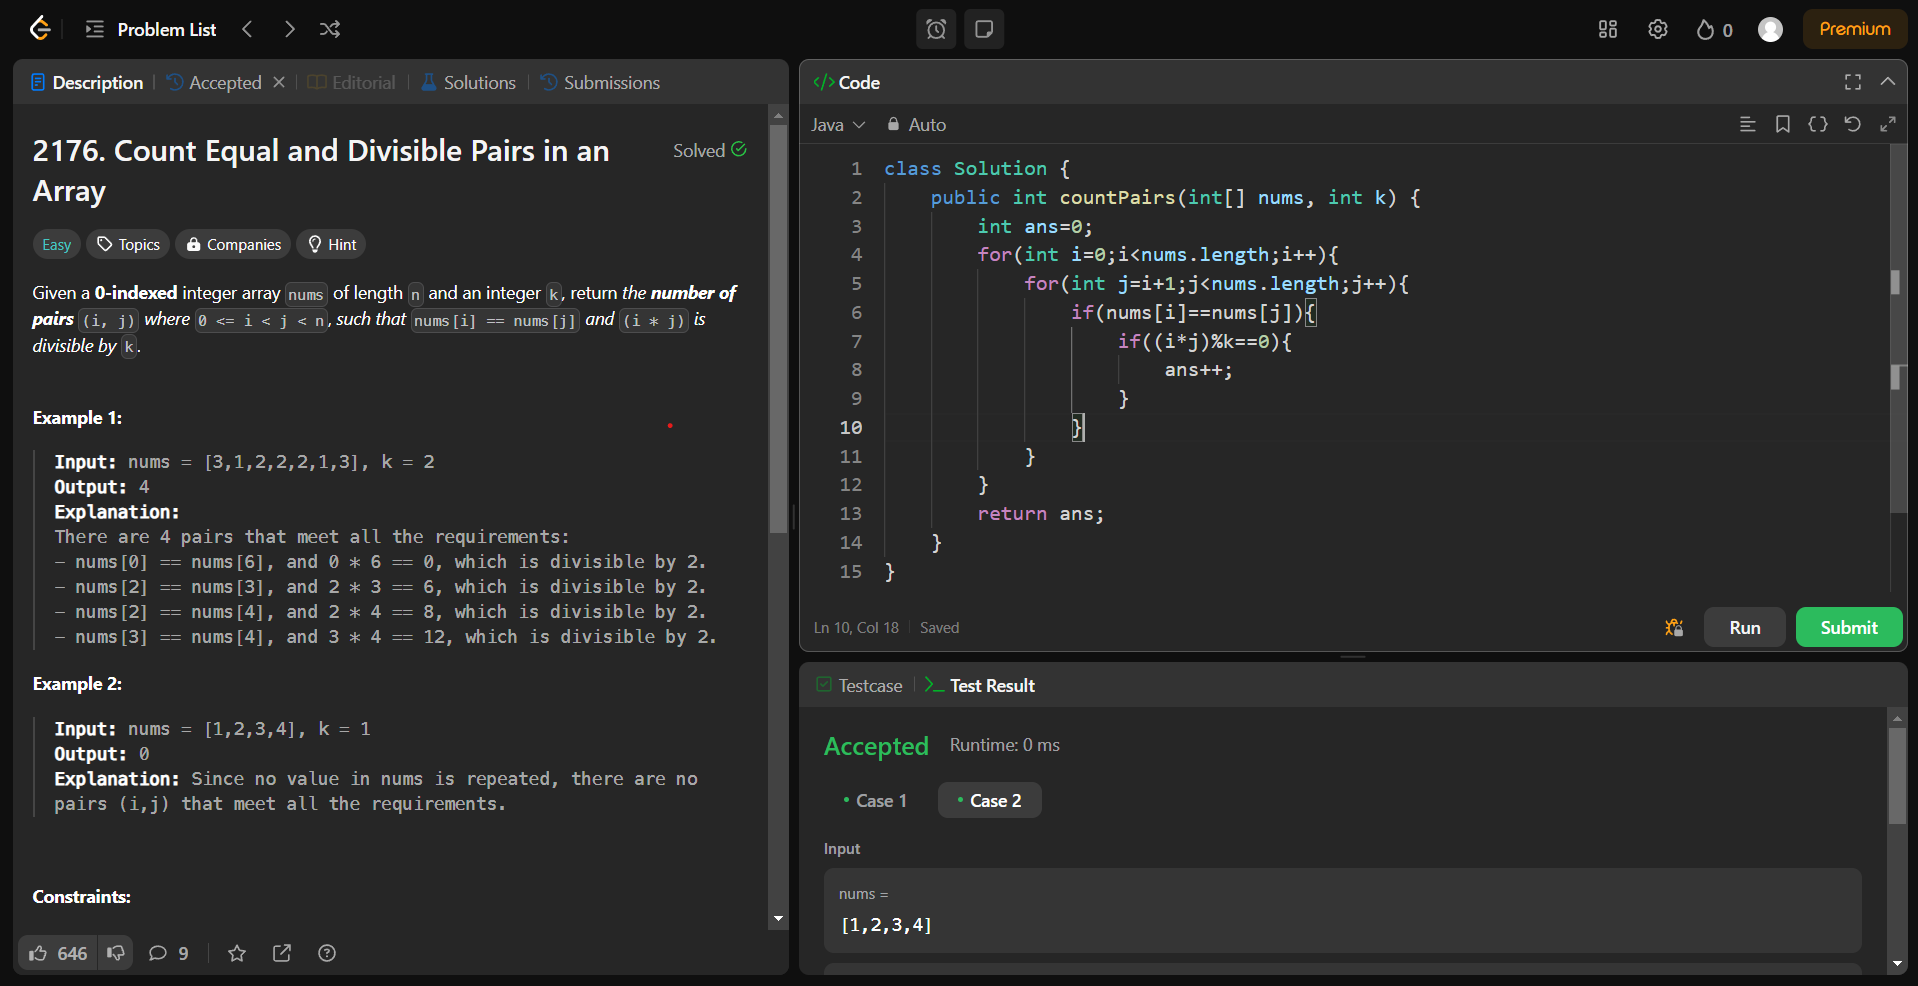 Problem List
0
Premium
Description
Accepted
Editorial
Solutions
Submissions
2176. Count Equal and Divisible Pairs in an
Array
Solved
Easy
Topics
Companies
Hint
Given a 0-indexed integer array nums of length n and an integer k, return the number of
pairs (i, j) where 0 <= i < j < n, such that nums[i] == nums[j] and (i * j) is
divisible by k.
Example 1:
Input: nums = [3,1,2,2,2,1,3], k = 2
Output: 4
Explanation:
There are 4 pairs that meet all the requirements:
- nums[0] == nums[6], and 0 * 6 == 0, which is divisible by 2.
- nums[2] == nums[3], and 2 * 3 == 6, which is divisible by 2.
- nums[2] == nums[4], and 2 * 4 == 8, which is divisible by 2.
- nums[3] == nums[4], and 3 * 4 == 12, which is divisible by 2.
Example 2:
Input: nums = [1,2,3,4], k = 1
Output: 0
Explanation: Since no value in nums is repeated, there are no
pairs (i,j) that meet all the requirements.
Constraints:
646
9
</> Code
Java
Auto
1 class Solution {
2 public int countPairs(int[] nums, int k) {
3 int ans=0;
4 for(int i=0;i<nums.length;i++){
5 for(int j=i+1;j<nums.length;j++){
6 if(nums[i]==nums[j]){
7 if((i*j)%k==0){
8 ans++;
9 }
10 }
11 }
12 }
13 return ans;
14 }
15 }
Ln 10, Col 18
Saved
Run
Submit
Testcase
Test Result
Accepted
Runtime: 0 ms
Case 1
Case 2
Input
nums =
[1,2,3,4]